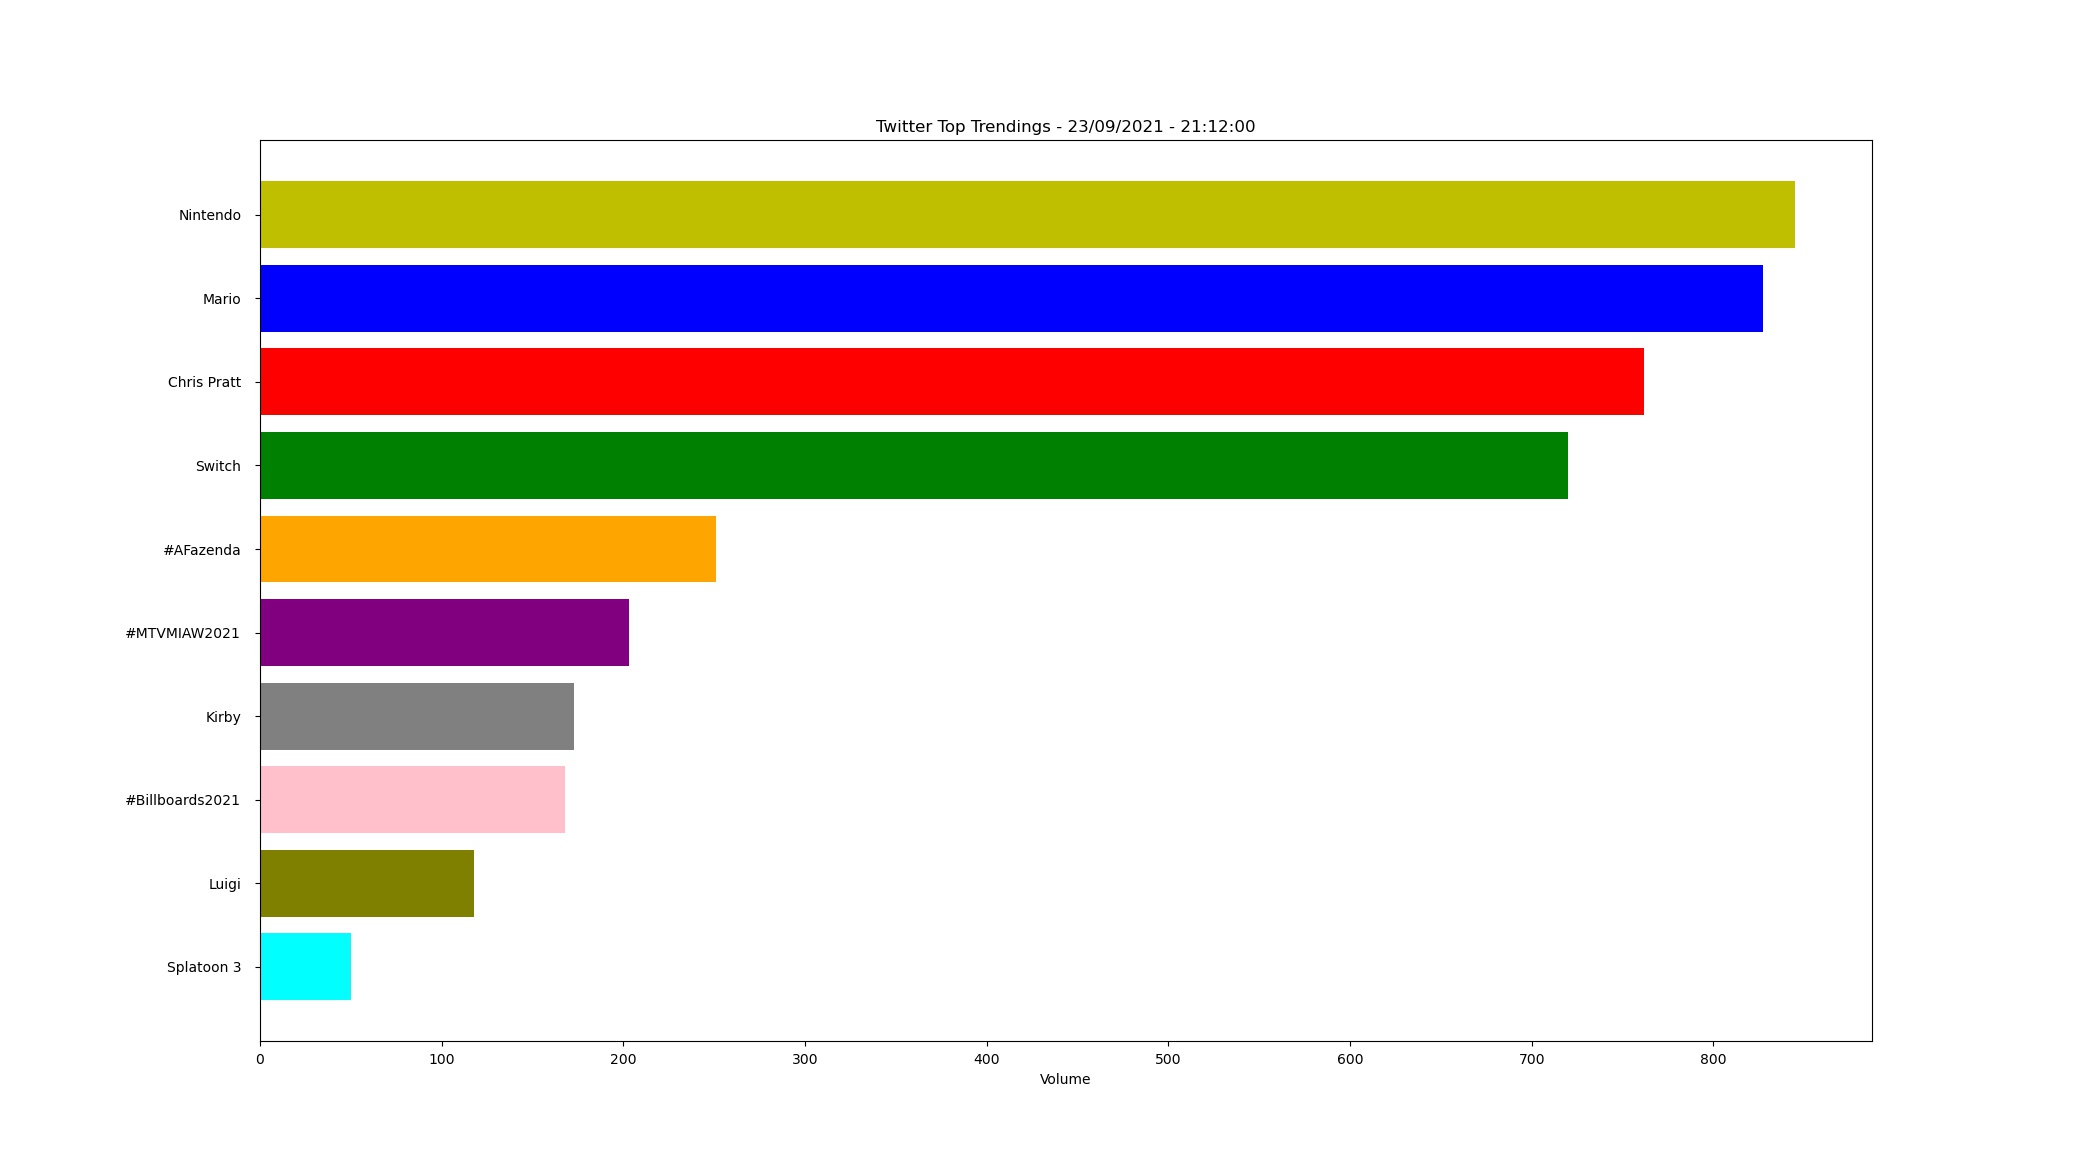 Twitter Top Trendings - 23/09/2021 - 21:12:00
Nintendo
Mario
Chris Pratt
Switch
#AFazenda
#MTVMIAW2021
Kirby
#Billboards2021
Luigi
Splatoon 3
0 100 200 300 400 500 600 700 800
Volume